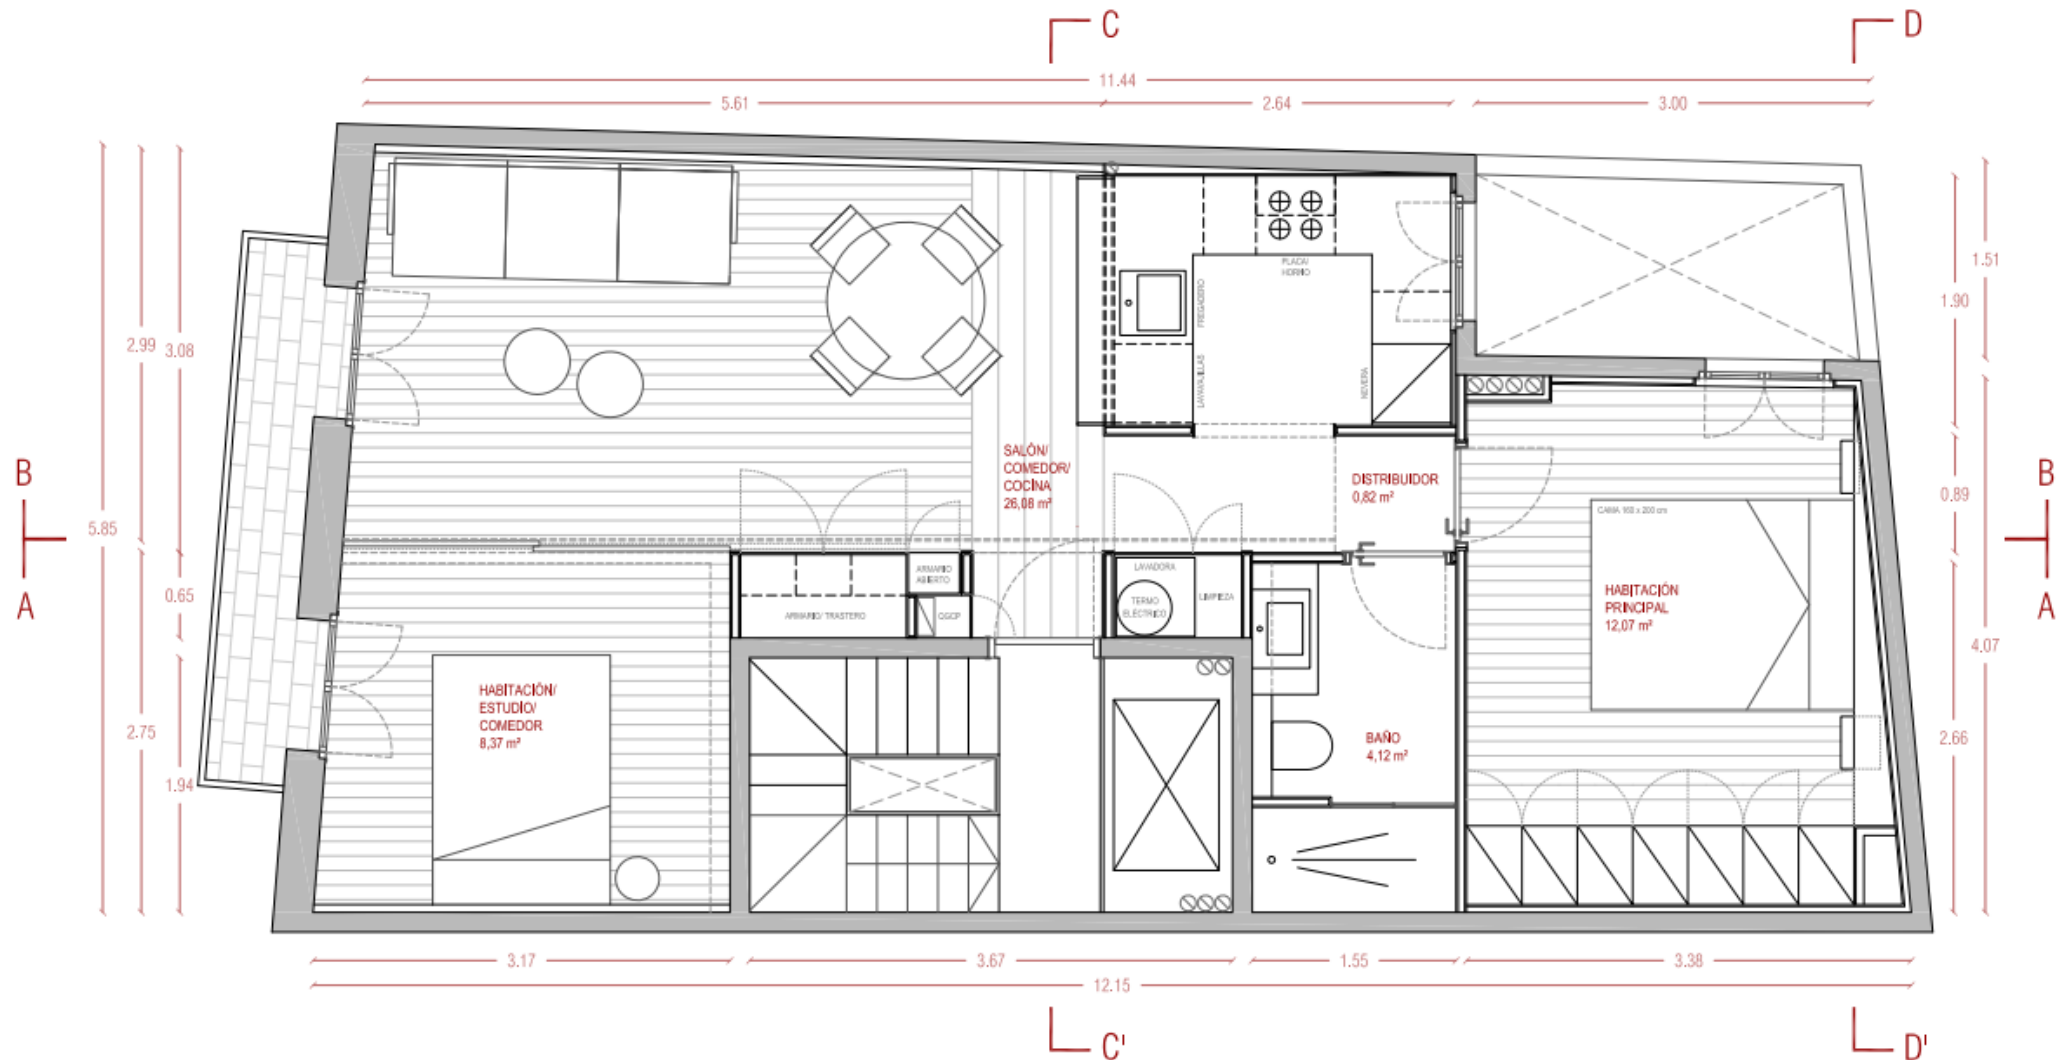 C
D
11.44
5.61
2.64
3.00
2.99
3.08
5.85
0.65
2.75
1.94
1.51
1.90
0.89
4.07
2.66
B
A
B
A
PLACA/
HORNO
FREGADERO
LAVAVAJILLAS
NEVERA
SALÓN/
COMEDOR/
COCINA
26,08 m²
DISTRIBUIDOR
0,82 m²
CAMA 160 x 200 cm
ARMARIO
ABIERTO
ARMARIO/ TRASTERO
CGCP
LAVADORA
TERMO
ELÉCTRICO
LIMPIEZA
HABITACIÓN
PRINCIPAL
12,07 m²
HABITACIÓN/
ESTUDIO/
COMEDOR
8,37 m²
BAÑO
4,12 m²
3.17
3.67
1.55
3.38
12.15
C'
D'